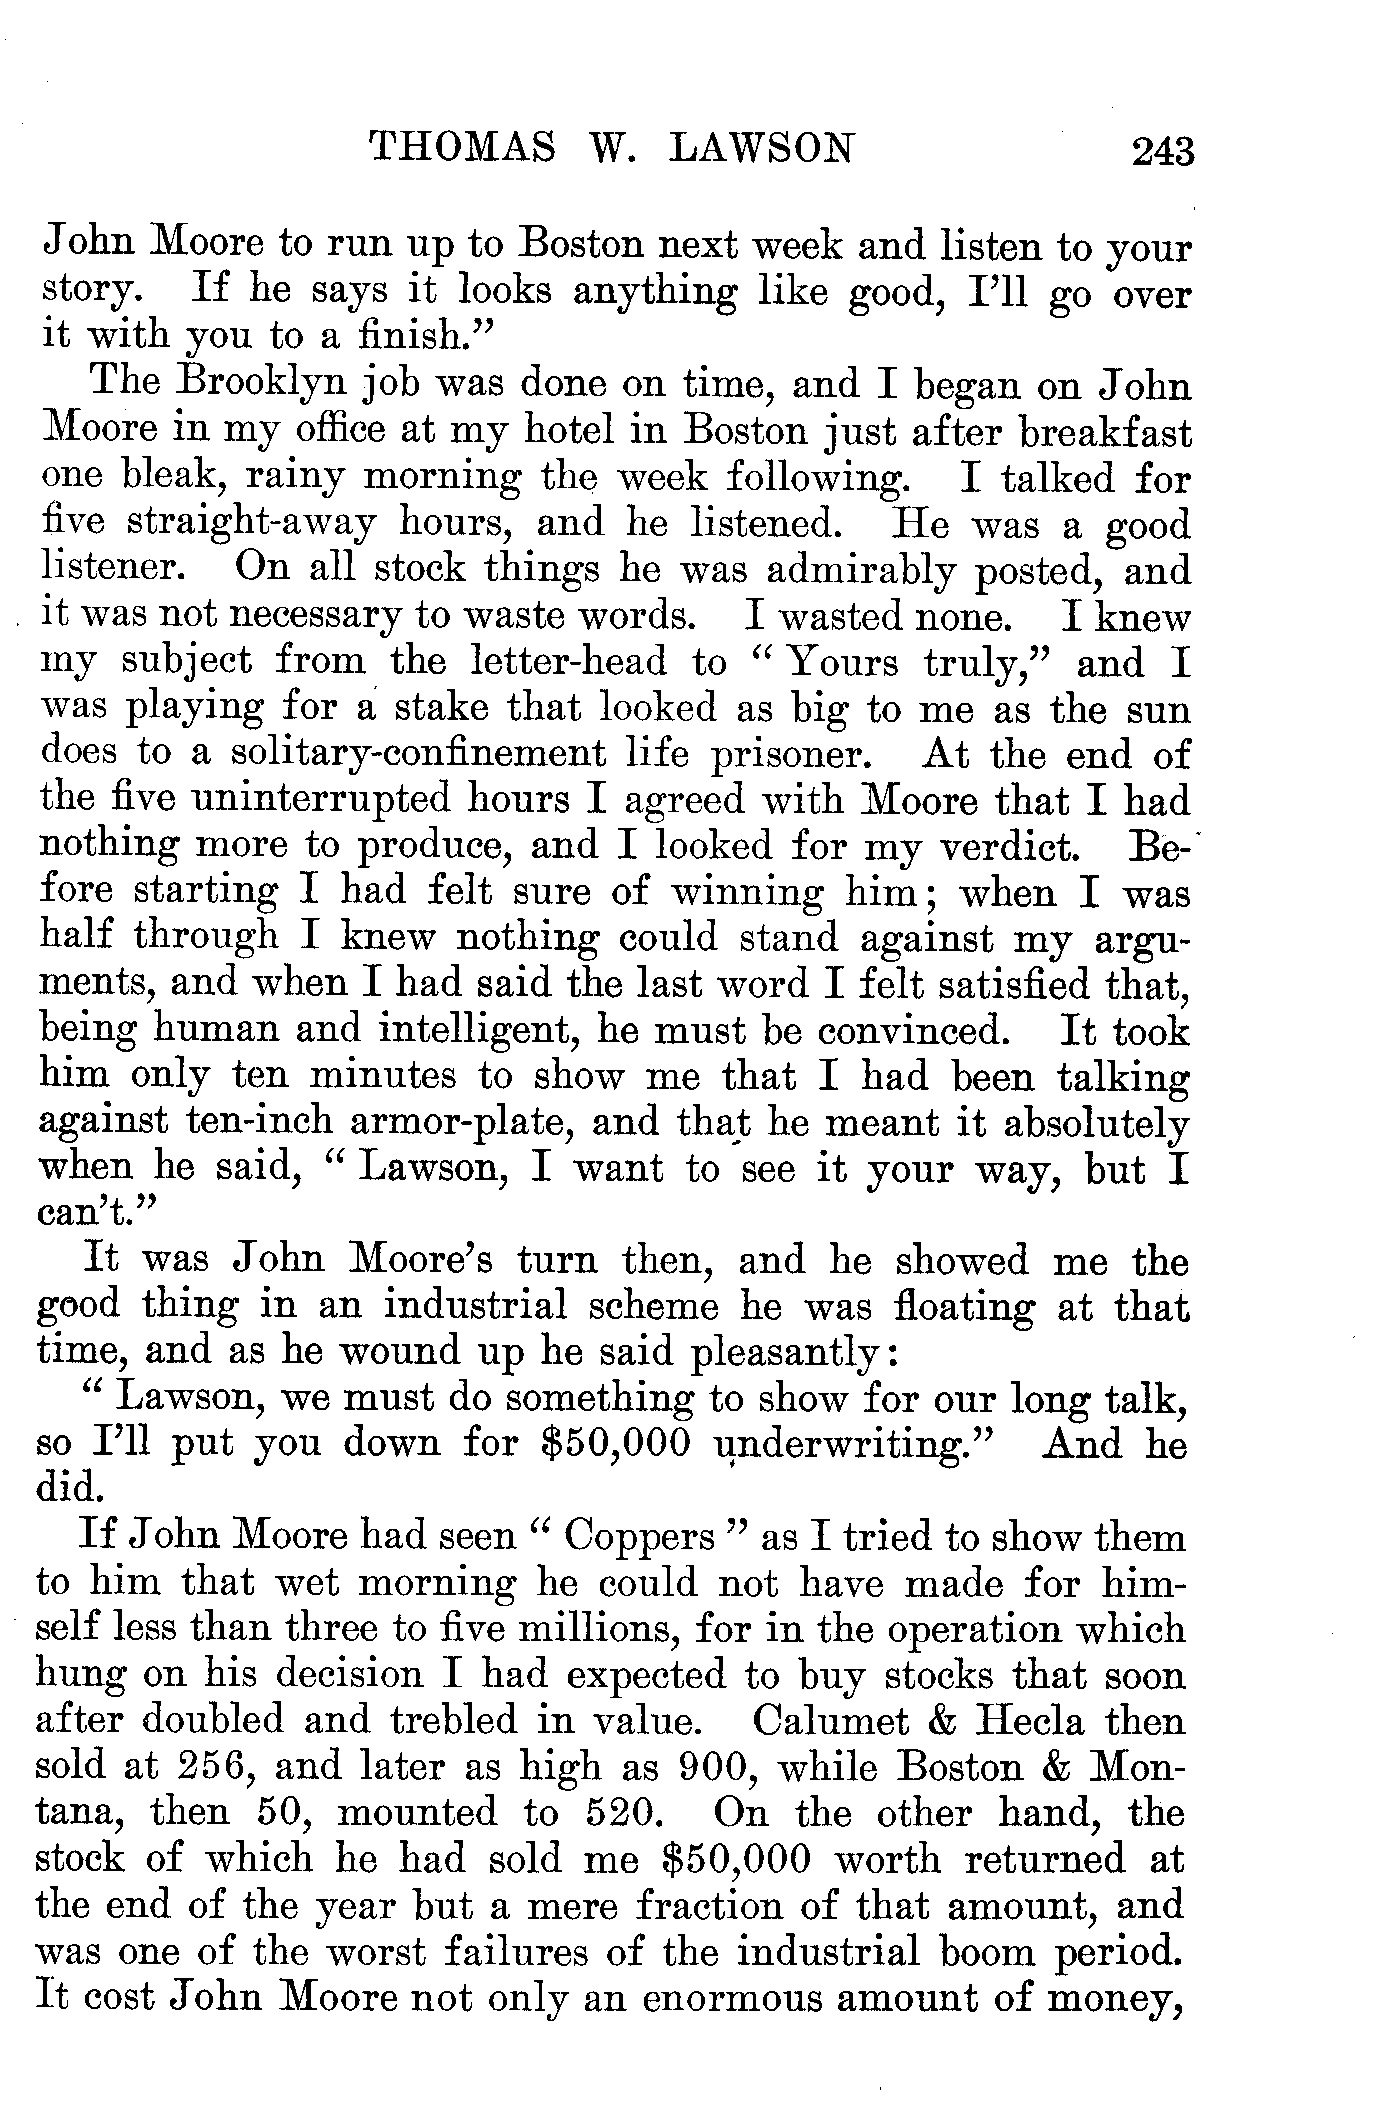 THOMAS W. LAWSON 243
John Moore to run up to Boston next week and listen to your
story. If he says it looks anything like good, I'll go over
it with you to a finish."
The Brooklyn job was done on time, and I began on John
Moore in my office at my hotel in Boston just after breakfast
one bleak, rainy morning the week following. I talked for
five straight-away hours, and he listened. He was a good
listener. On all stock things he was admirably posted, and
it was not necessary to waste words. I wasted none. I knew
my subject from the letter-head to " Yours truly," and I
was playing for a stake that looked as big to me as the sun
does to a solitary-confinement life prisoner. At the end of
the five uninterrupted hours I agreed with Moore that I had
nothing more to produce, and I looked for my verdict. Be-
fore starting I had felt sure of winning him; when I was
half through I knew nothing could stand against my argu-
ments, and when I had said the last word I felt satisfied that,
being human and intelligent, he must be convinced. It took
him only ten minutes to show me that I had been talking
against ten-inch armor-plate, and that he meant it absolutely
when he said, " Lawson, I want to see it your way, but I
can't."
It was John Moore's turn then, and he showed me the
good thing in an industrial scheme he was floating at that
time, and as he wound up he said pleasantly:
" Lawson, we must do something to show for our long talk,
so I'll put you down for $50,000 underwriting." And he
did.
If John Moore had seen " Coppers " as I tried to show them
to him that wet morning he could not have made for him-
self less than three to five millions, for in the operation which
hung on his decision I had expected to buy stocks that soon
after doubled and trebled in value. Calumet & Hecla then
sold at 256, and later as high as 900, while Boston & Mon-
tana, then 50, mounted to 520. On the other hand, the
stock of which he had sold me $50,000 worth returned at
the end of the year but a mere fraction of that amount, and
was one of the worst failures of the industrial boom period.
It cost John Moore not only an enormous amount of money,